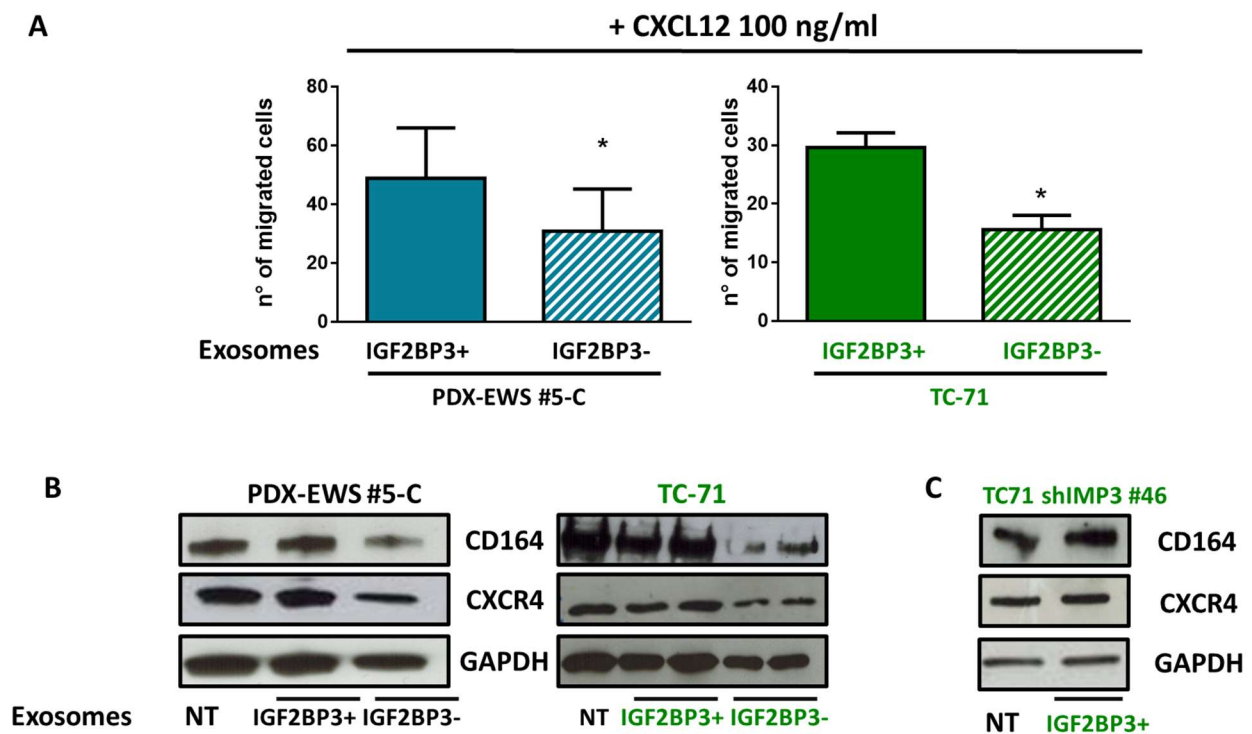 A
+ CXCL12 100 ng/ml
n° of migrated cells
80
60
40
20
0
*
Exosomes
IGF2BP3+
IGF2BP3-
PDX-EWS #5-C
n° of migrated cells
40
30
20
10
0
*
IGF2BP3+
IGF2BP3-
TC-71
B
PDX-EWS #5-C
TC-71
CD164
CXCR4
GAPDH
Exosomes
NT
IGF2BP3+
IGF2BP3-
NT
IGF2BP3+
IGF2BP3-
C
TC71 shIMP3 #46
CD164
CXCR4
GAPDH
NT
IGF2BP3+